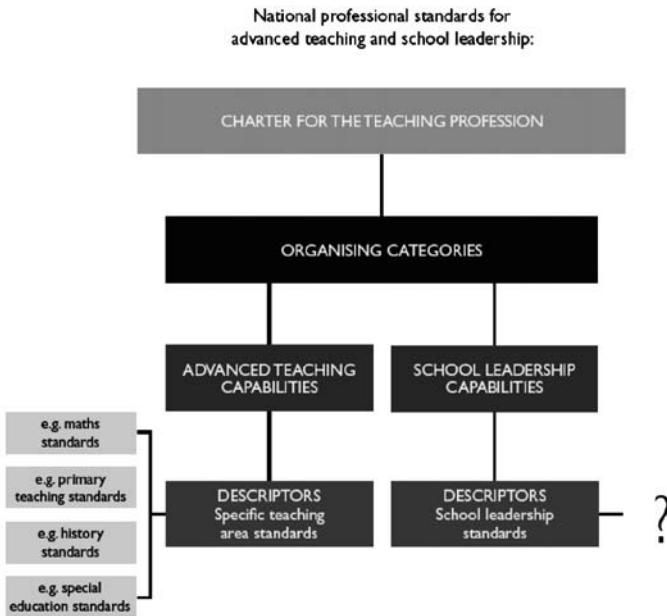 National professional standards for
advanced teaching and school leadership:
CHARTER FOR THE TEACHING PROFESSION
ORGANISING CATEGORIES
ADVANCED TEACHING
CAPABILITIES
SCHOOL LEADERSHIP
CAPABILITIES
e.g. maths
standards
e.g. primary
teaching standards
e.g. history
standards
e.g. special
education standards
DESCRIPTORS
Specific teaching
area standards
DESCRIPTORS
School leadership
standards
?